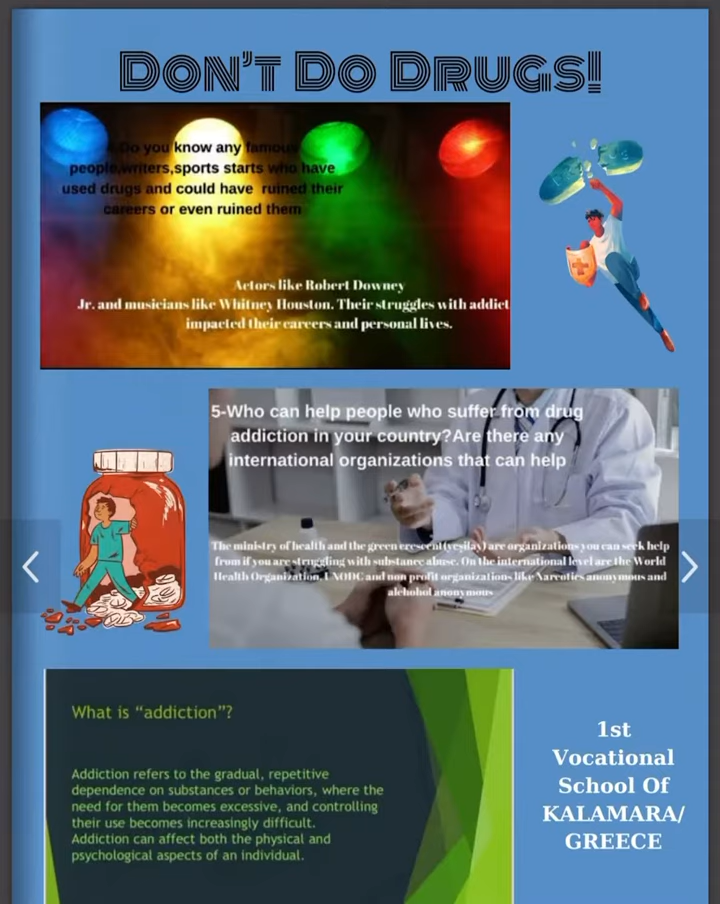 DON'T DO DRUGS!
Do you know any famous
people,writers,sports starts who have
used drugs and could have ruined their
careers or even ruined them
Actors like Robert Downey
Jr. and musicians like Whitney Houston. Their struggles with addict
impacted their careers and personal lives.
5-Who can help people who suffer from drug
addiction in your country?Are there any
international organizations that can help
The ministry of health and the green crescent(yesilay) are organizations you can seek help
from if you are struggling with substance abuse. On the international level are the World
Health Organization, UNODC and non profit organizations like Narcotics anonymous and
alchohol anonymous
What is “addiction”?
Addiction refers to the gradual, repetitive
dependence on substances or behaviors, where the
need for them becomes excessive, and controlling
their use becomes increasingly difficult.
Addiction can affect both the physical and
psychological aspects of an individual.
1st
Vocational
School Of
KALAMARA/
GREECE